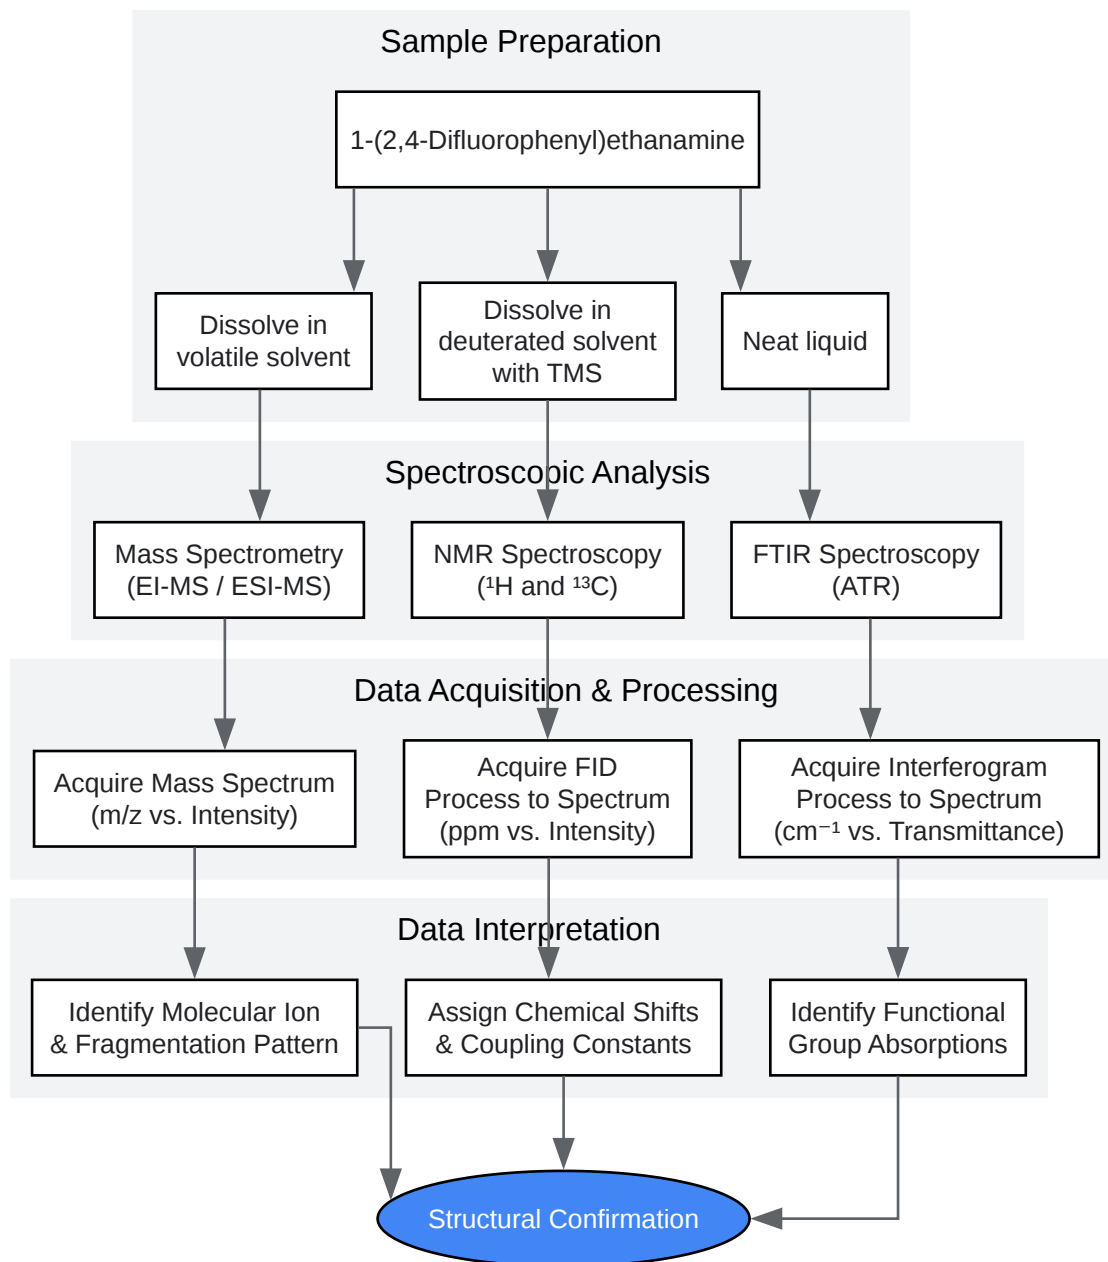 Sample Preparation
1-(2,4-Difluorophenyl)ethanamine
Dissolve in
volatile solvent
Dissolve in
deuterated solvent
with TMS
Neat liquid
Spectroscopic Analysis
Mass Spectrometry
(EI-MS / ESI-MS)
NMR Spectroscopy
(¹H and ¹³C)
FTIR Spectroscopy
(ATR)
Data Acquisition & Processing
Acquire Mass Spectrum
(m/z vs. Intensity)
Acquire FID
Process to Spectrum
(ppm vs. Intensity)
Acquire Interferogram
Process to Spectrum
(cm⁻¹ vs. Transmittance)
Data Interpretation
Identify Molecular Ion
& Fragmentation Pattern
Assign Chemical Shifts
& Coupling Constants
Identify Functional
Group Absorptions
Structural Confirmation